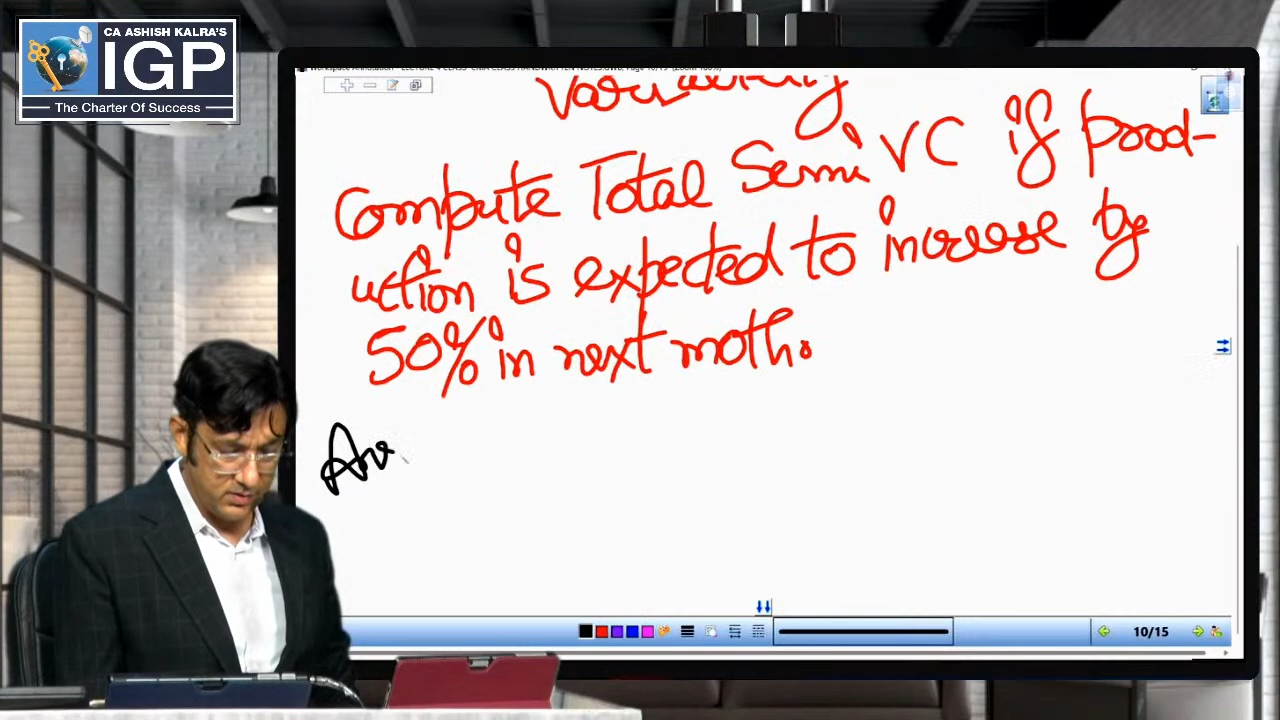 CA ASHISH KALRA'S
IGP
The Charter Of Success
Variability
Compute Total Semi VC if prod-
uction is expected to increase by
50% in next moth.
10/15